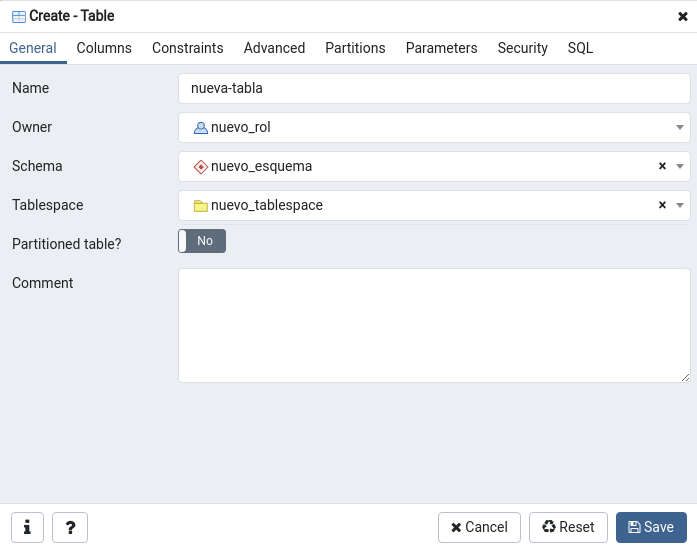 Create - Table
General Columns Constraints Advanced Partitions Parameters Security SQL
Name nueva-tabla
Owner nuevo_rol
Schema nuevo_esquema
Tablespace nuevo_tablespace
Partitioned table? No
Comment
i ? Cancel Reset Save